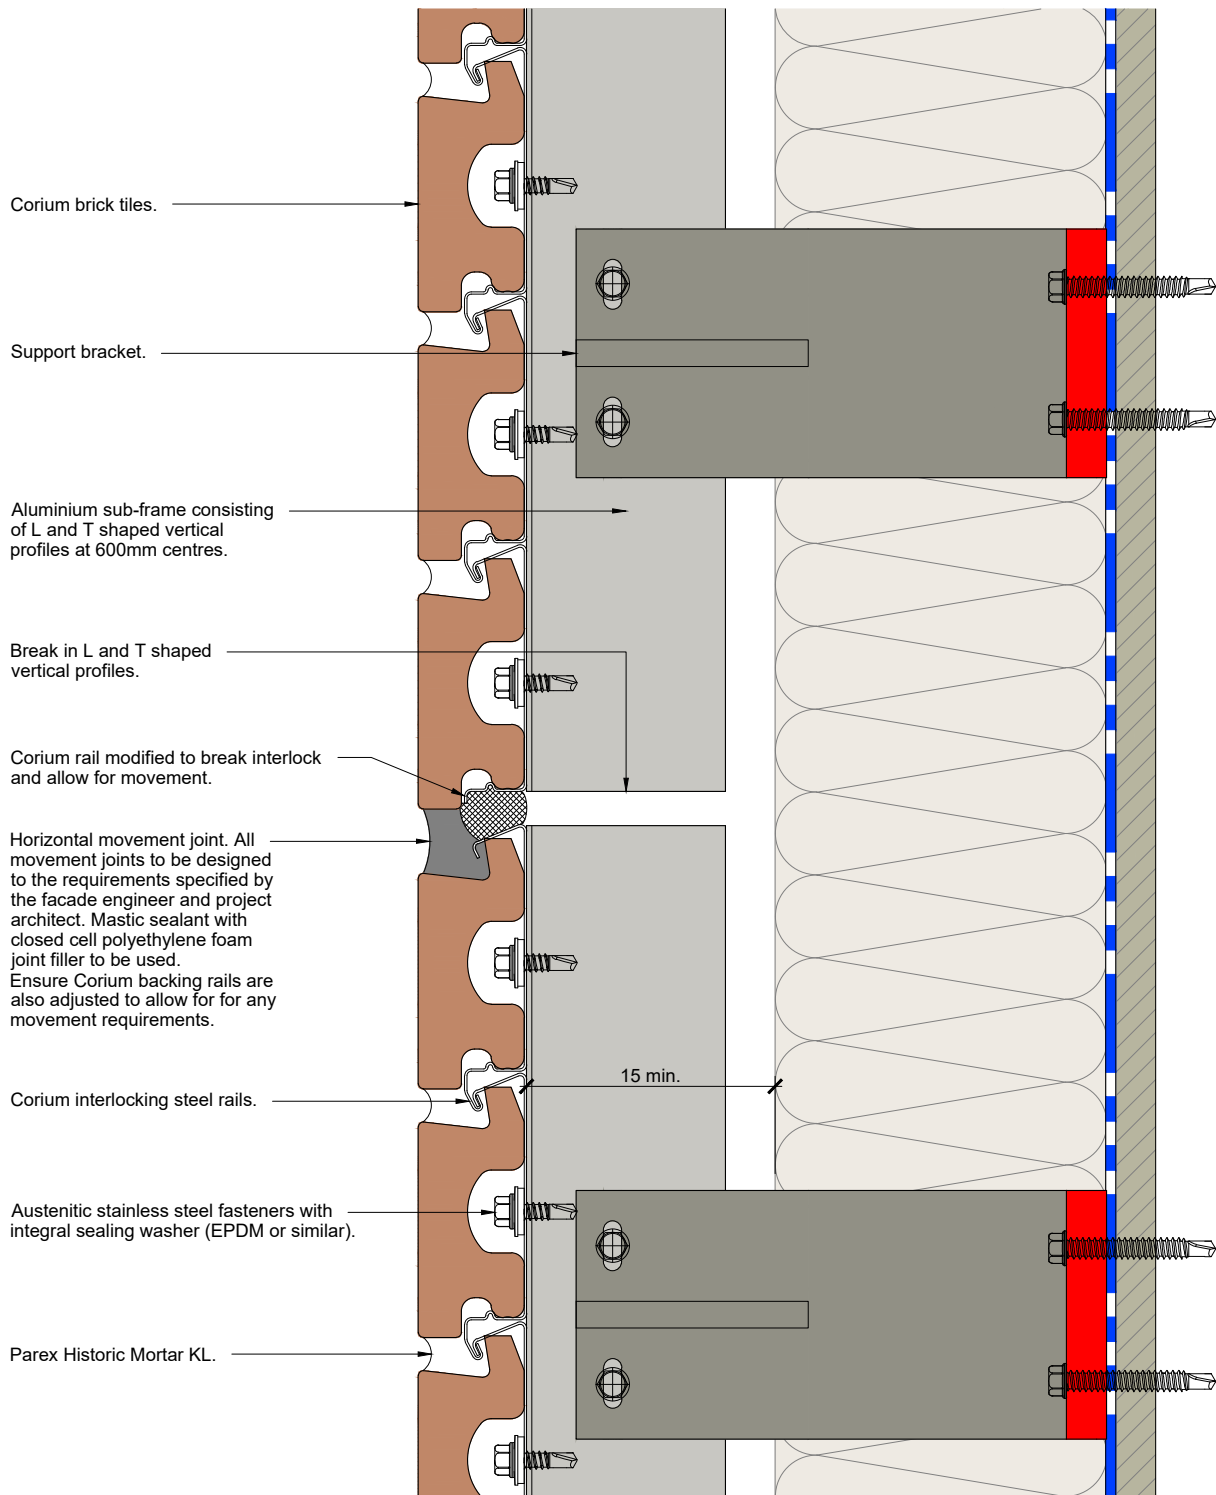 Corium brick tiles.
Support bracket.
Aluminium sub-frame consisting
of L and T shaped vertical
profiles at 600mm centres.
Break in L and T shaped
vertical profiles.
Corium rail modified to break interlock
and allow for movement.
Horizontal movement joint. All
movement joints to be designed
to the requirements specified by
the facade engineer and project
architect. Mastic sealant with
closed cell polyethylene foam
joint filler to be used.
Ensure Corium backing rails are
also adjusted to allow for for any
movement requirements.
15 min.
Corium interlocking steel rails.
Austenitic stainless steel fasteners with
integral sealing washer (EPDM or similar).
Parex Historic Mortar KL.